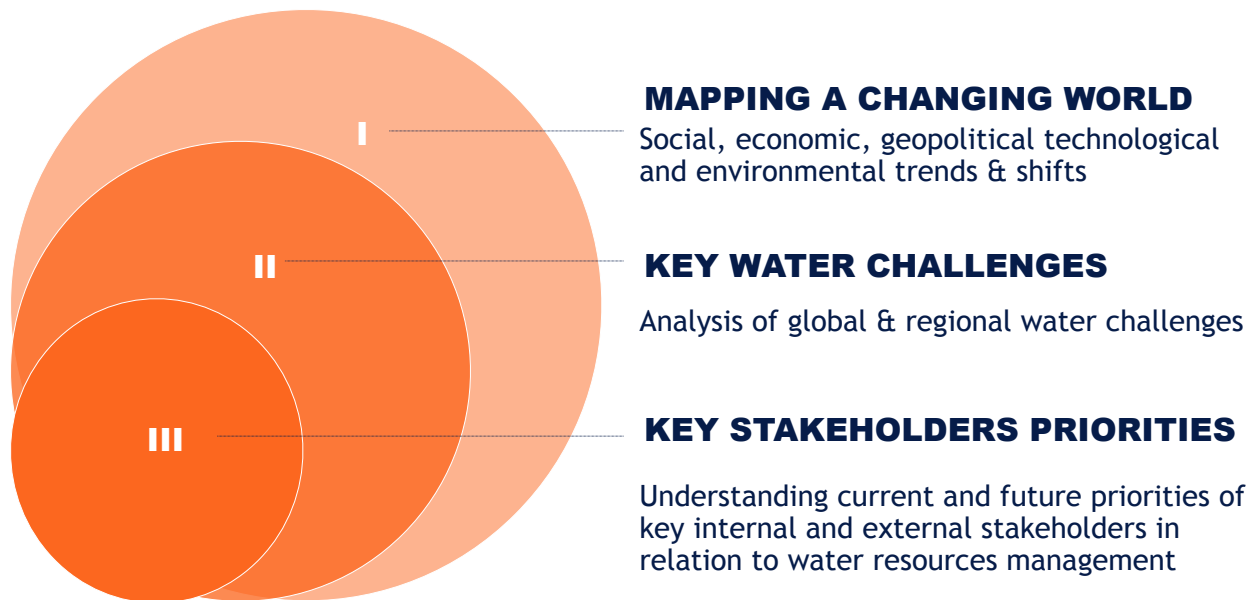 I
MAPPING A CHANGING WORLD
Social, economic, geopolitical technological
and environmental trends & shifts
II
KEY WATER CHALLENGES
Analysis of global & regional water challenges
III
KEY STAKEHOLDERS PRIORITIES
Understanding current and future priorities of
key internal and external stakeholders in
relation to water resources management